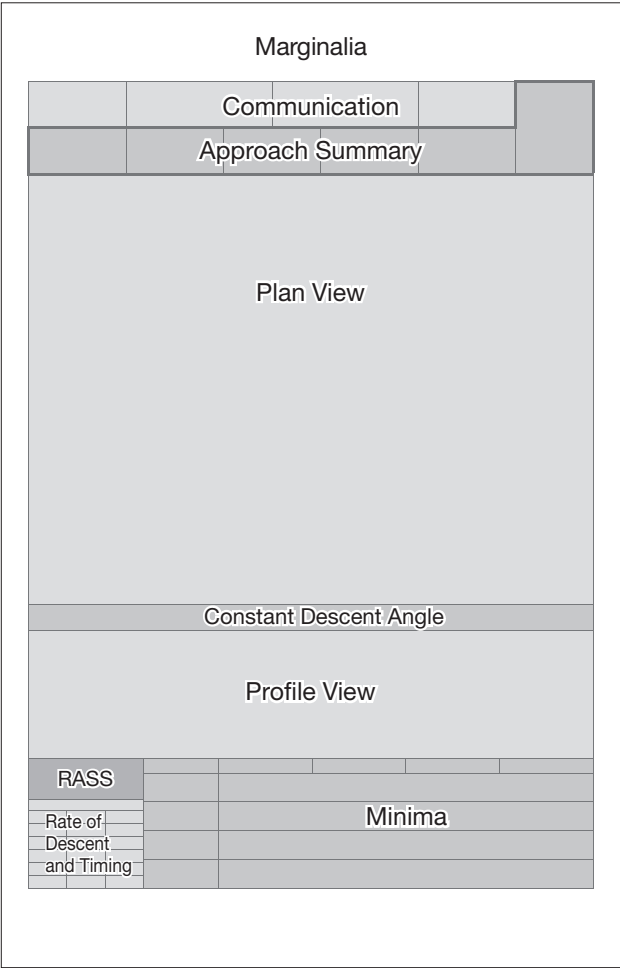 Marginalia
Communication
Approach Summary
Plan View
Constant Descent Angle
Profile View
RASS
Minima
Rate of
Descent
and Timing